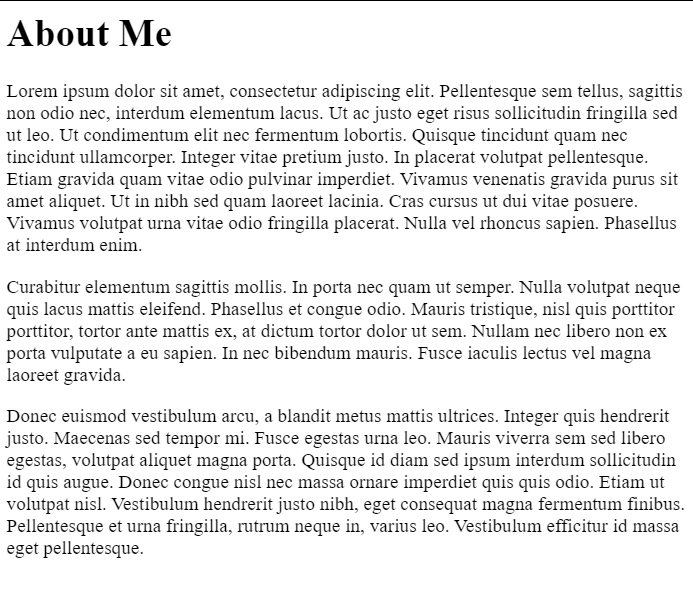 About Me
Lorem ipsum dolor sit amet, consectetur adipiscing elit. Pellentesque sem tellus, sagittis
non odio nec, interdum elementum lacus. Ut ac justo eget risus sollicitudin fringilla sed
ut leo. Ut condimentum elit nec fermentum lobortis. Quisque tincidunt quam nec
tincidunt ullamcorper. Integer vitae pretium justo. In placerat volutpat pellentesque.
Etiam gravida quam vitae odio pulvinar imperdiet. Vivamus venenatis gravida purus sit
amet aliquet. Ut in nibh sed quam laoreet lacinia. Cras cursus ut dui vitae posuere.
Vivamus volutpat urna vitae odio fringilla placerat. Nulla vel rhoncus sapien. Phasellus
at interdum enim.
Curabitur elementum sagittis mollis. In porta nec quam ut semper. Nulla volutpat neque
quis lacus mattis eleifend. Phasellus et congue odio. Mauris tristique, nisl quis porttitor
porttitor, tortor ante mattis ex, at dictum tortor dolor ut sem. Nullam nec libero non ex
porta vulputate a eu sapien. In nec bibendum mauris. Fusce iaculis lectus vel magna
laoreet gravida.
Donec euismod vestibulum arcu, a blandit metus mattis ultrices. Integer quis hendrerit
justo. Maecenas sed tempor mi. Fusce egestas urna leo. Mauris viverra sem sed libero
egestas, volutpat aliquet magna porta. Quisque id diam sed ipsum interdum sollicitudin
id quis augue. Donec congue nisl nec massa ornare imperdiet quis quis odio. Etiam ut
volutpat nisl. Vestibulum hendrerit justo nibh, eget consequat magna fermentum finibus.
Pellentesque et urna fringilla, rutrum neque in, varius leo. Vestibulum efficitur id massa
eget pellentesque.